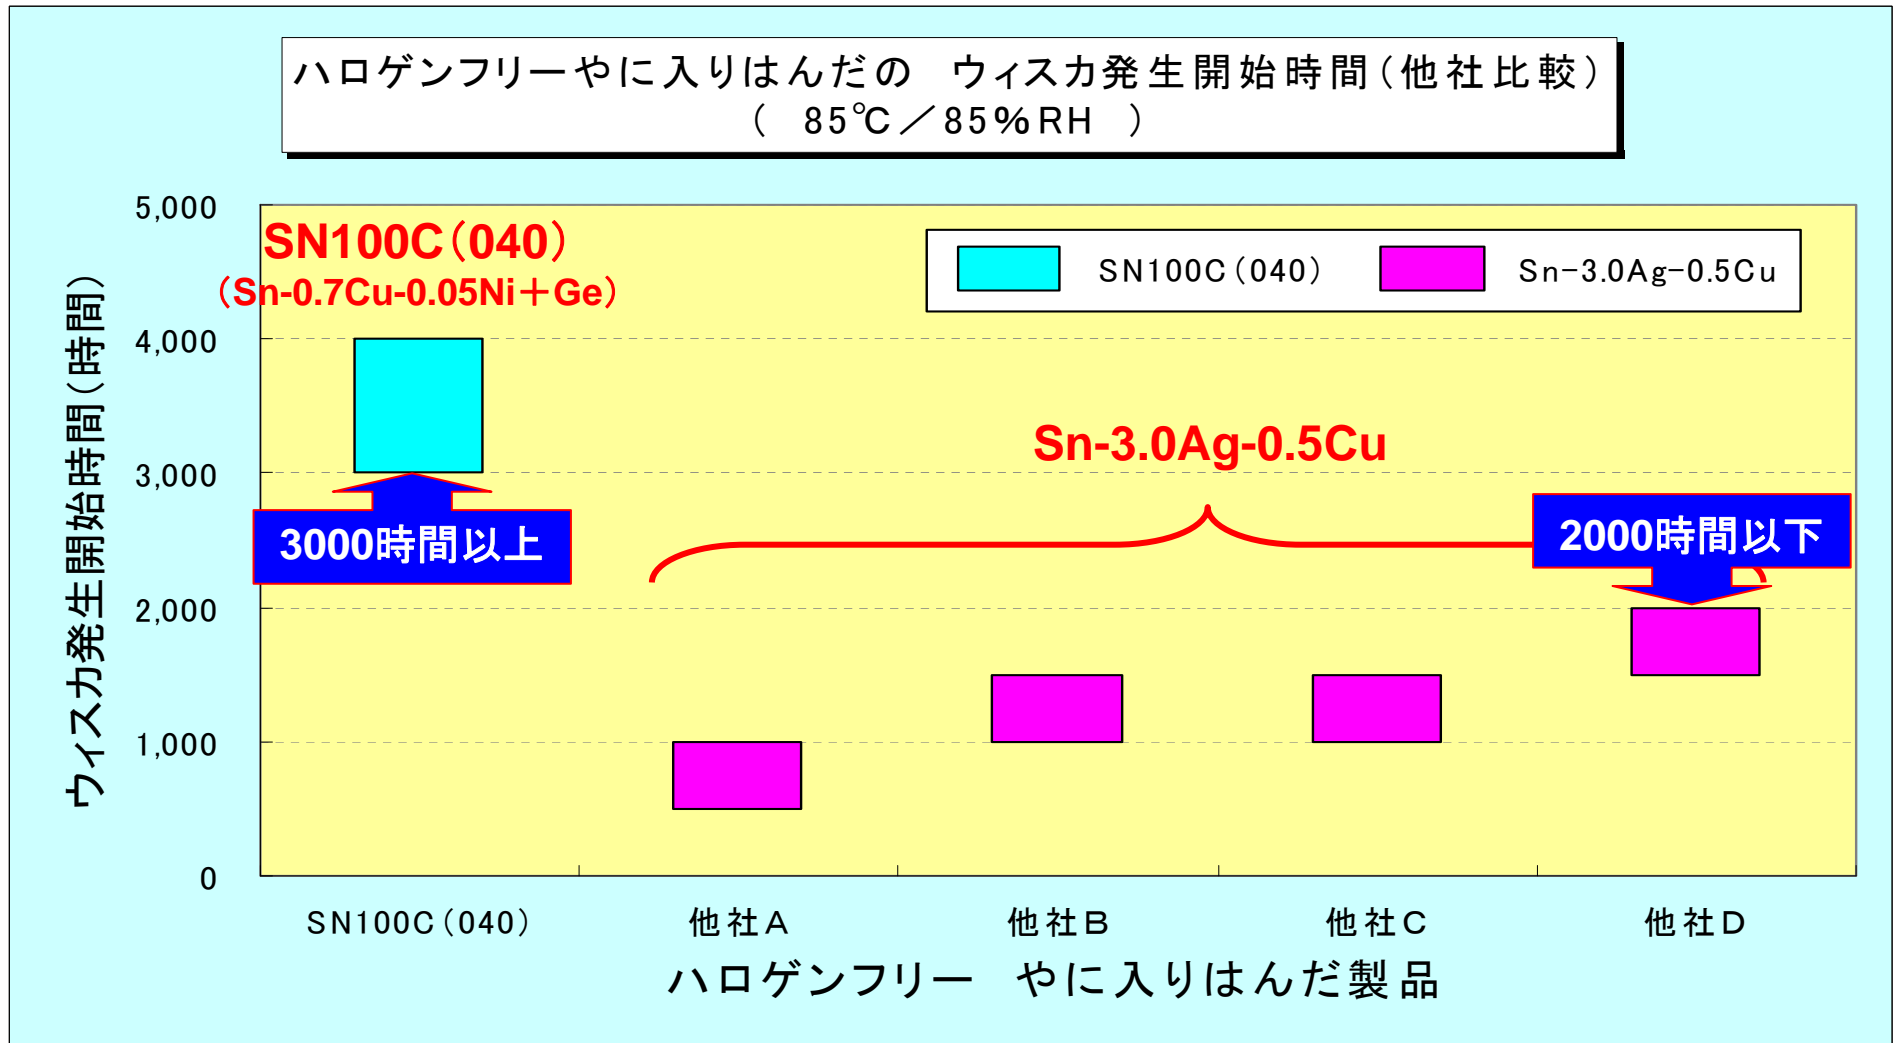 ハロゲンフリーやに入りはんだの　ウィスカ発生開始時間(他社比較)
(　85℃／85%RH　)
5,000
4,000
3,000
2,000
1,000
0
ウィスカ発生開始時間(時間)
SN100C(040)
(Sn-0.7Cu-0.05Ni＋Ge)
SN100C(040)
Sn-3.0Ag-0.5Cu
Sn-3.0Ag-0.5Cu
3000時間以上
2000時間以下
SN100C(040)
他社A
他社B
他社C
他社D
ハロゲンフリー　やに入りはんだ製品